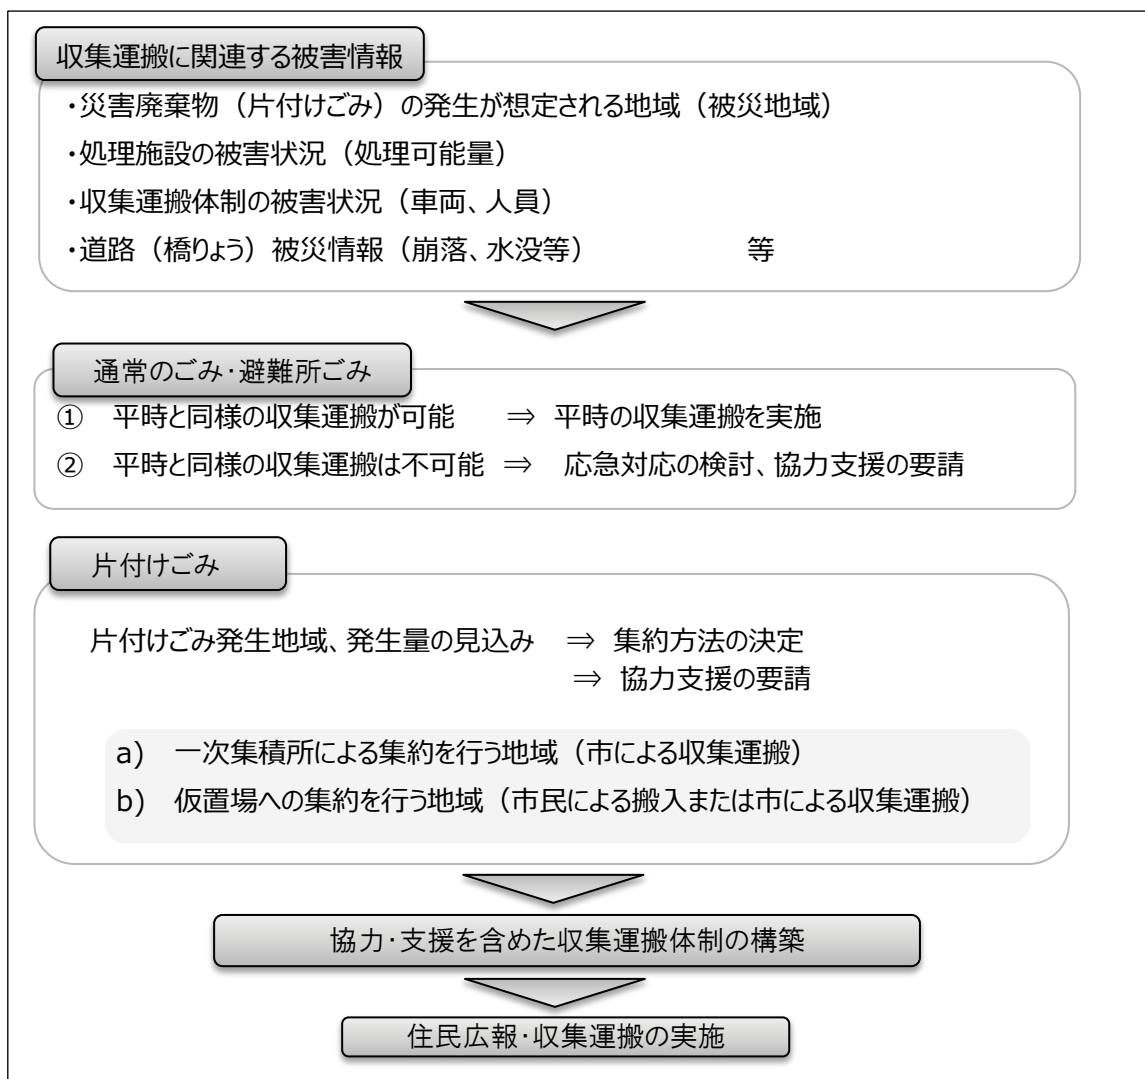 収集運搬に関連する被害情報
・災害廃棄物（片付けごみ）の発生が想定される地域（被災地域）
・処理施設の被害状況（処理可能量）
・収集運搬体制の被害状況（車両、人員）
・道路（橋りょう）被災情報（崩落、水没等） 等
通常のごみ・避難所ごみ
① 平時と同様の収集運搬が可能 ⇒ 平時の収集運搬を実施
② 平時と同様の収集運搬は不可能 ⇒ 応急対応の検討、協力支援の要請
片付けごみ
片付けごみ発生地域、発生量の見込み ⇒ 集約方法の決定
⇒ 協力支援の要請
a) 一次集積所による集約を行う地域（市による収集運搬）
b) 仮置場への集約を行う地域（市民による搬入または市による収集運搬）
協力・支援を含めた収集運搬体制の構築
住民広報・収集運搬の実施